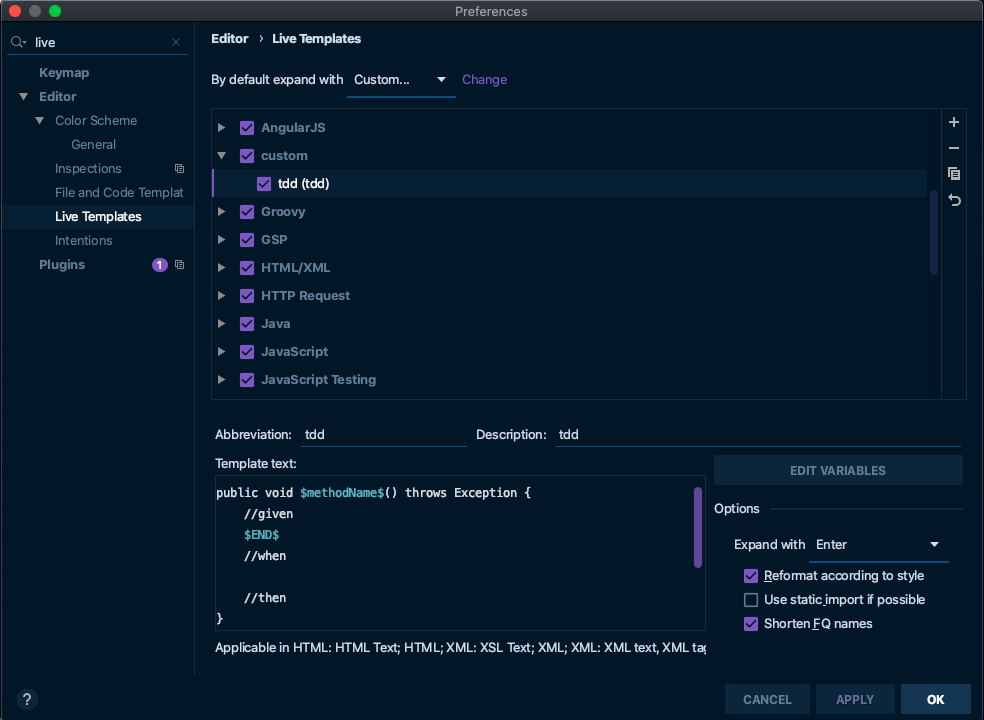 Preferences
live
Keymap
Editor
Color Scheme
General
Inspections
File and Code Templat
Live Templates
Intentions
Plugins 1
Editor › Live Templates
By default expand with Custom... Change
AngularJS
custom
tdd (tdd)
Groovy
GSP
HTML/XML
HTTP Request
Java
JavaScript
JavaScript Testing
Abbreviation: tdd Description: tdd
Template text:
public void $methodName$() throws Exception {
//given
$END$
//when
//then
}
Applicable in HTML: HTML Text; HTML; XML: XSL Text; XML; XML: XML text, XML tag
EDIT VARIABLES
Options
Expand with Enter
Reformat according to style
Use static import if possible
Shorten FQ names
?
CANCEL APPLY OK